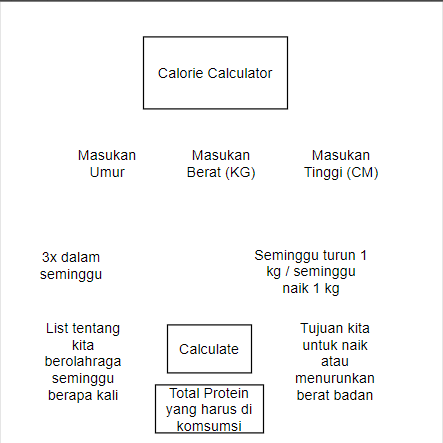 Calorie Calculator
Masukan
Umur
Masukan
Berat (KG)
Masukan
Tinggi (CM)
3x dalam
seminggu
Seminggu turun 1
kg / seminggu
naik 1 kg
List tentang
kita
berolahraga
seminggu
berapa kali
Calculate
Total Protein
yang harus di
komsumsi
Tujuan kita
untuk naik
atau
menurunkan
berat badan